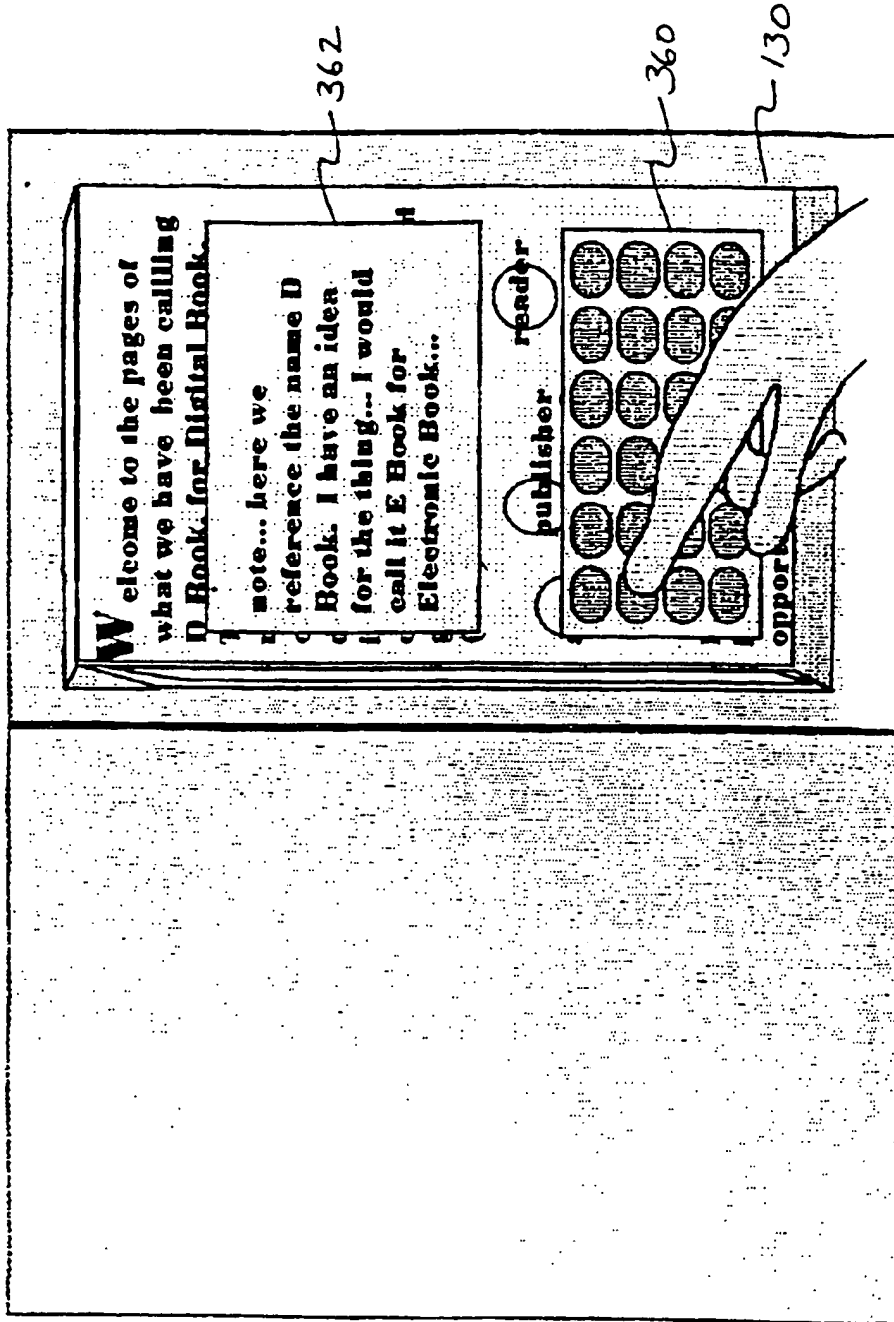 Welcome to the pages of
what we have been callling
D Book, for Digital Book.
note... here we
reference the name D
Book. I have an idea
for the thing... I would
call it E Book for
Electronic Book...
H
publisher
reader
oppor
362
360
130